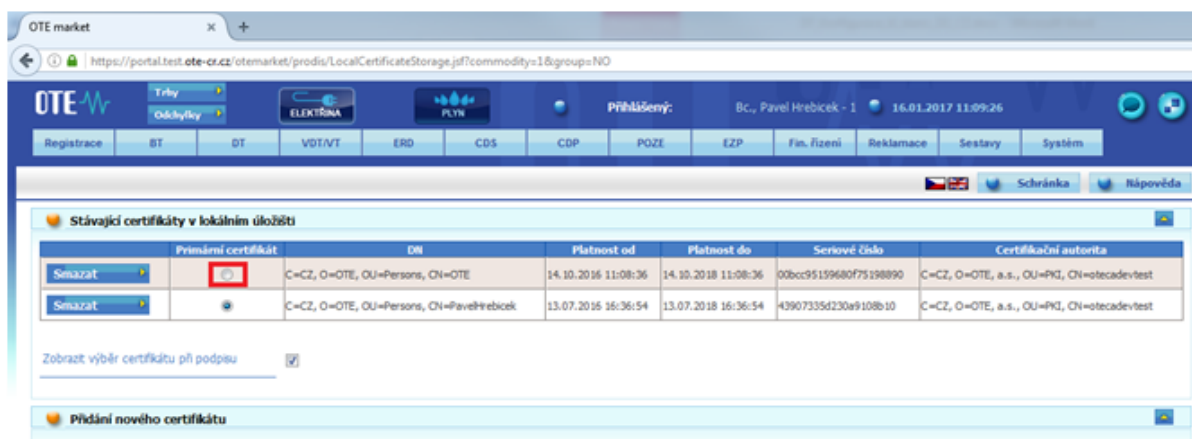 OTE market × +
https://portal.test.ote-cr.cz/otemarket/prodis/LocalCertificateStorage.jsf?commodity=1&group=NO
OTE Trhy ELEKTŘINA PLYN Přihlášený: Bc., Pavel Hrebicek - 1 16.01.2017 11:09:26
Odchylky
Registrace BT DT VDT/VT ERD CDS CDP POZE EZP Fin. řízení Reklamace Sestavy Systém
Schránka Nápověda
Stávající certifikáty v lokálním úložišti
Primární certifikát DN Platnost od Platnost do Seriové číslo Certifikační autorita
Smazat C=CZ, O=OTE, OU=Persons, CN=OTE 14.10.2016 11:08:36 14.10.2018 11:08:36 00bcc95159680f75198890 C=CZ, O=OTE, a.s., OU=PKI, CN=otecadevtest
Smazat C=CZ, O=OTE, OU=Persons, CN=PavelHrebicek 13.07.2016 16:36:54 13.07.2018 16:36:54 43907335d230a9108b10 C=CZ, O=OTE, a.s., OU=PKI, CN=otecadevtest
Zobrazit výběr certifikátu při podpisu
Přidání nového certifikátu